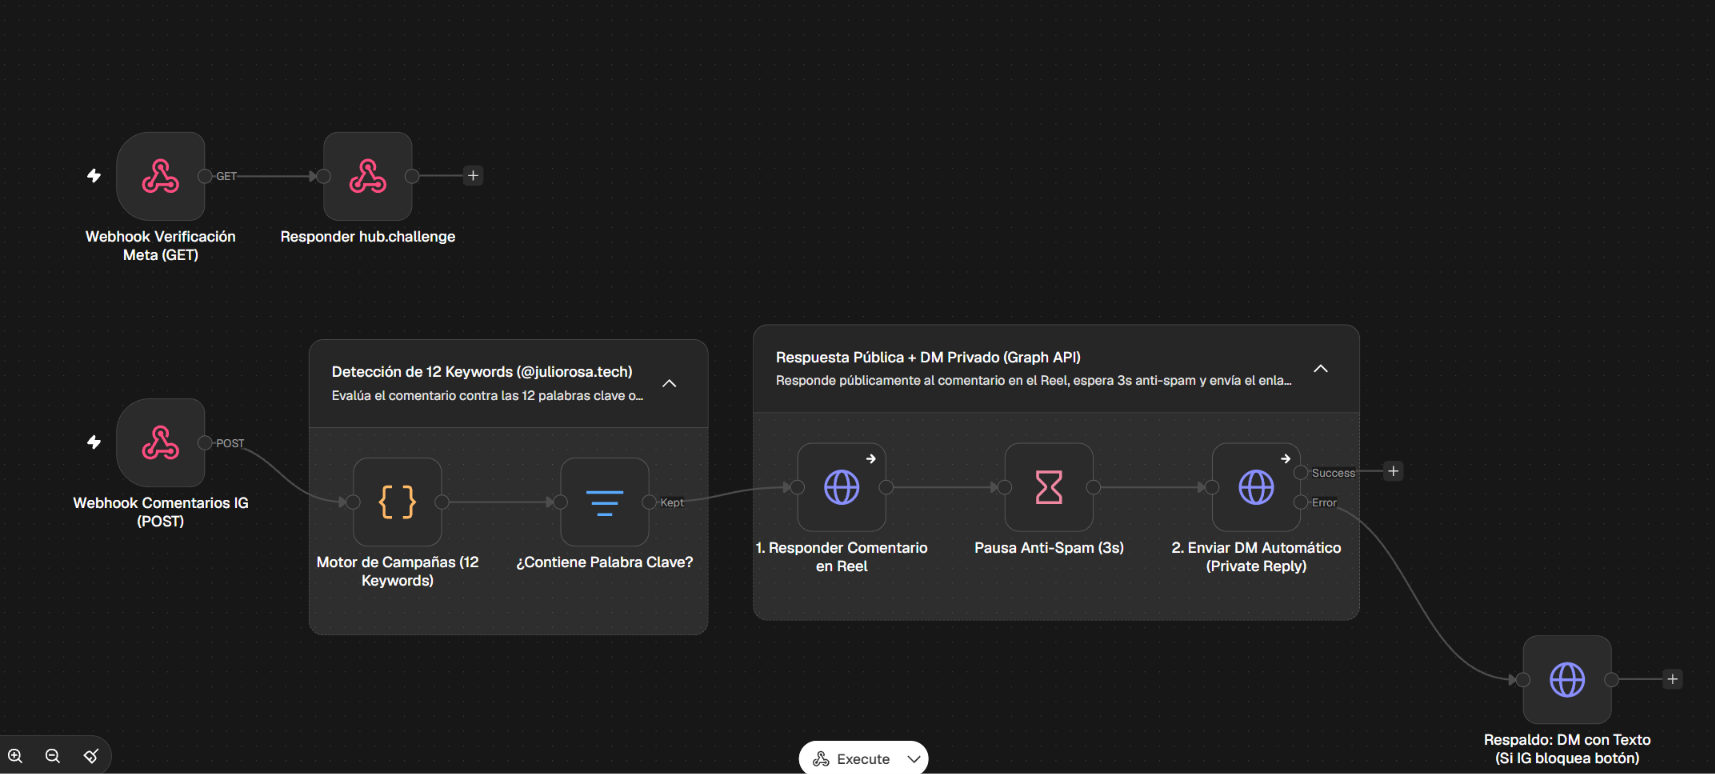 GET
Webhook Verificación
Meta (GET)
Responder hub.challenge
Detección de 12 Keywords (@juliorosa.tech)
Evalúa el comentario contra las 12 palabras clave o...
Respuesta Pública + DM Privado (Graph API)
Responde públicamente al comentario en el Reel, espera 3s anti-spam y envía el enla...
POST
Webhook Comentarios IG
(POST)
Motor de Campañas (12
Keywords)
Kept
¿Contiene Palabra Clave?
1. Responder Comentario
en Reel
Pausa Anti-Spam (3s)
Success
Error
2. Enviar DM Automático
(Private Reply)
Respaldo: DM con Texto
(Si IG bloquea botón)
Execute